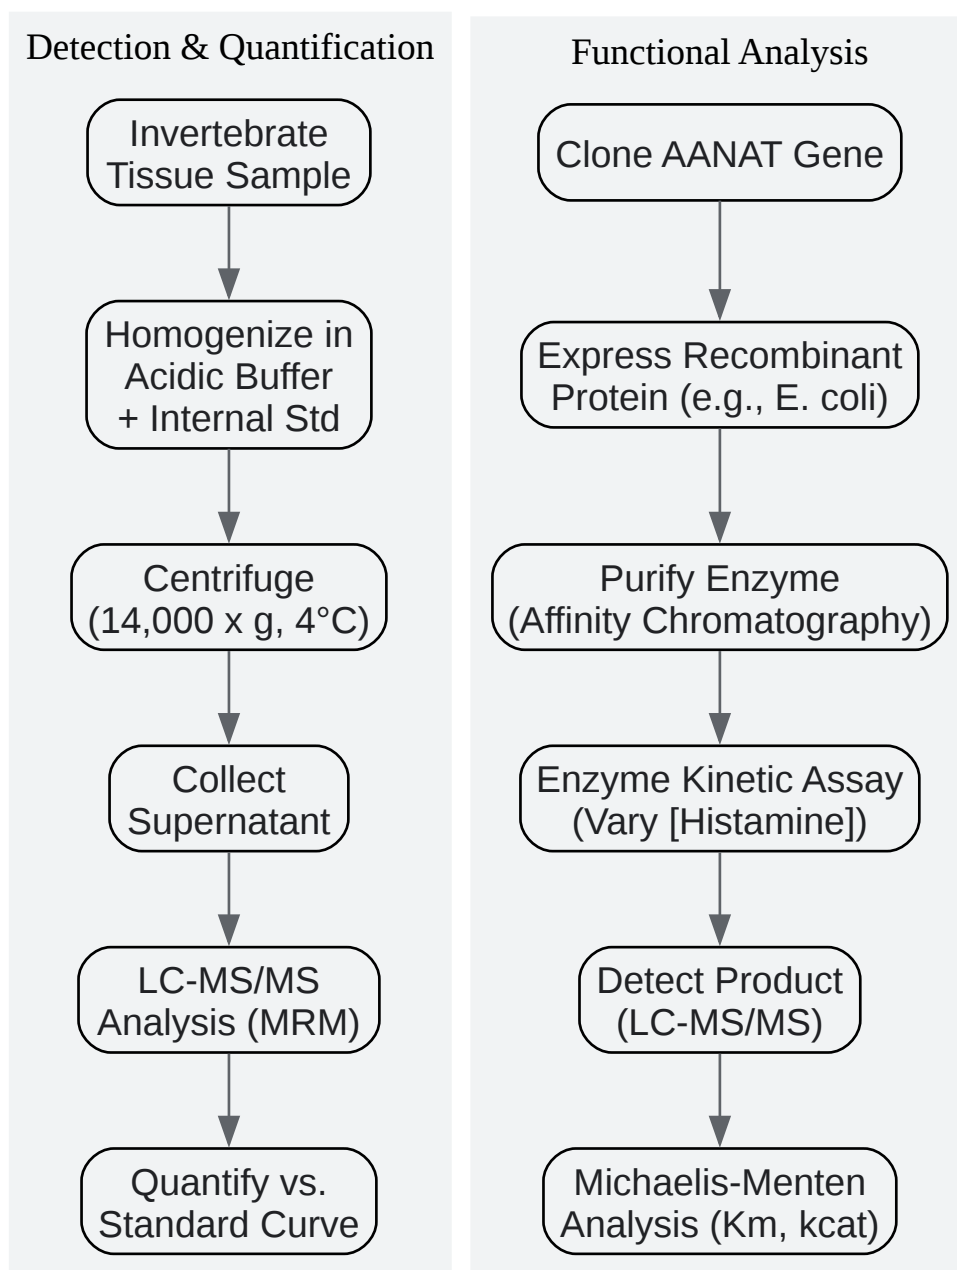 Detection & Quantification
Invertebrate
Tissue Sample
Homogenize in
Acidic Buffer
+ Internal Std
Centrifuge
(14,000 x g, 4°C)
Collect
Supernatant
LC-MS/MS
Analysis (MRM)
Quantify vs.
Standard Curve
Functional Analysis
Clone AANAT Gene
Express Recombinant
Protein (e.g., E. coli)
Purify Enzyme
(Affinity Chromatography)
Enzyme Kinetic Assay
(Vary [Histamine])
Detect Product
(LC-MS/MS)
Michaelis-Menten
Analysis (Km, kcat)